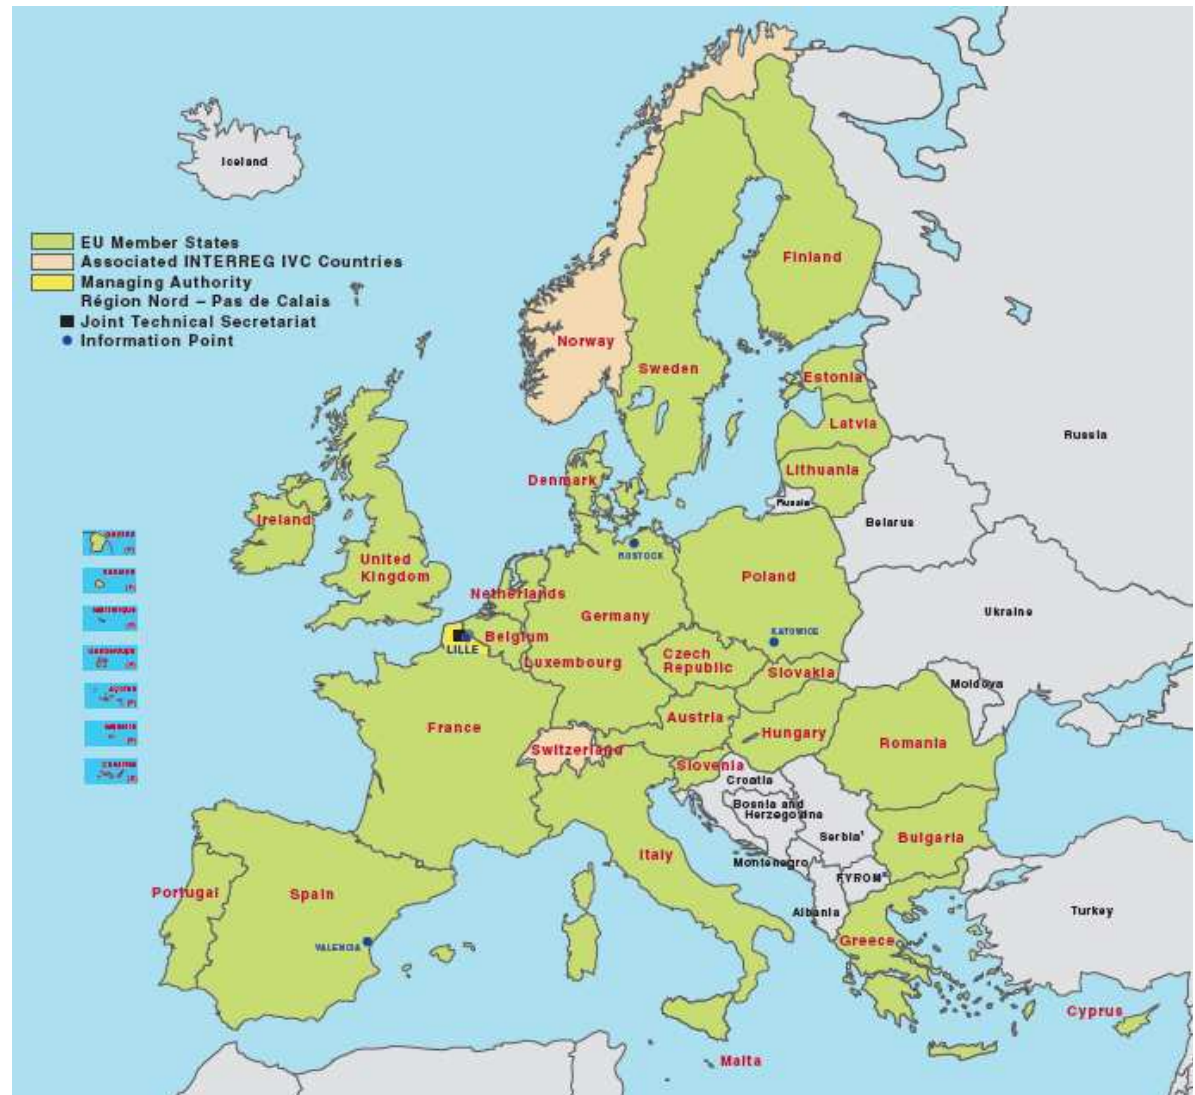 Iceland
EU Member States
Associated INTERREG IVC Countries
Managing Authority
Région Nord – Pas de Calais
Joint Technical Secretariat
Information Point
Finland
Norway
Sweden
Estonia
Latvia
Russia
Lithuania
Denmark
Russia
Ireland
Belarus
United
Kingdom
ROSTOCK
Netherlands
Poland
Germany
Ukraine
KATOWICE
Belgium
LILLE
Luxembourg
Czech
Republic
Slovakia
Moldova
France
Austria
Hungary
Romania
Switzerland
Slovenia
Croatia
Bosnia and
Herzegovina
Serbia¹
Bulgaria
Italy
Montenegro
FYROM²
Portugal
Spain
Albania
Turkey
VALENCIA
Greece
Cyprus
Malta